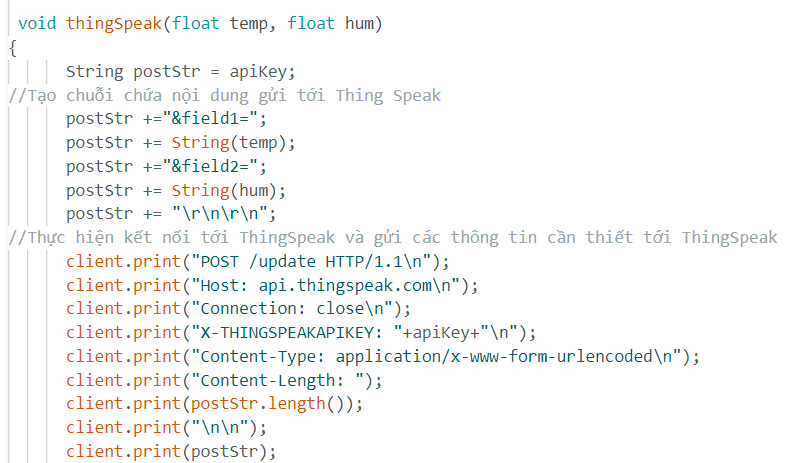 void thingSpeak(float temp, float hum)
{
String postStr = apiKey;
//Tạo chuỗi chứa nội dung gửi tới Thing Speak
postStr +="&field1=";
postStr += String(temp);
postStr +="&field2=";
postStr += String(hum);
postStr += "\r\n\r\n";
//Thực hiện kết nối tới ThingSpeak và gửi các thông tin cần thiết tới ThingSpeak
client.print("POST /update HTTP/1.1\n");
client.print("Host: api.thingspeak.com\n");
client.print("Connection: close\n");
client.print("X-THINGSPEAKAPIKEY: "+apiKey+"\n");
client.print("Content-Type: application/x-www-form-urlencoded\n");
client.print("Content-Length: ");
client.print(postStr.length());
client.print("\n\n");
client.print(postStr);